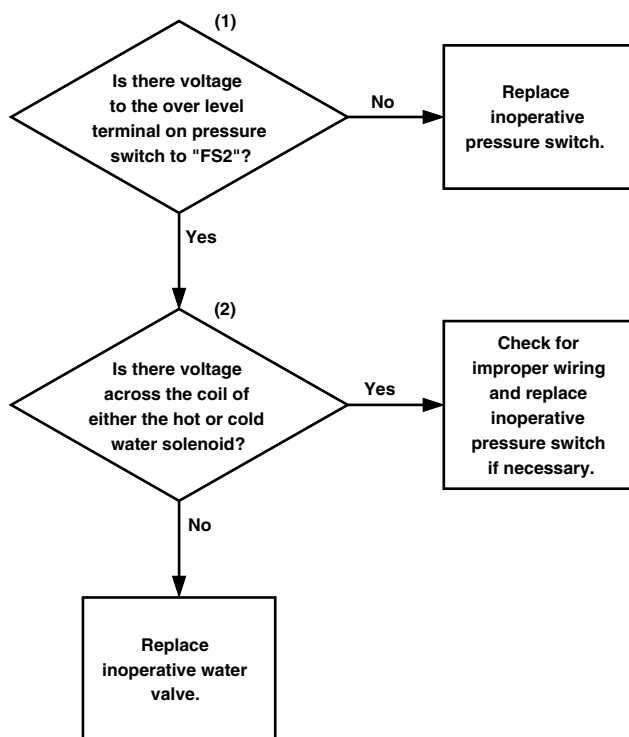 (1)
Is there voltage
to the over level
terminal on pressure
switch to "FS2"?
No
Replace
inoperative
pressure switch.
Yes
(2)
Is there voltage
across the coil of
either the hot or cold
water solenoid?
Yes
Check for
improper wiring
and replace
inoperative
pressure switch
if necessary.
No
Replace
inoperative water
valve.